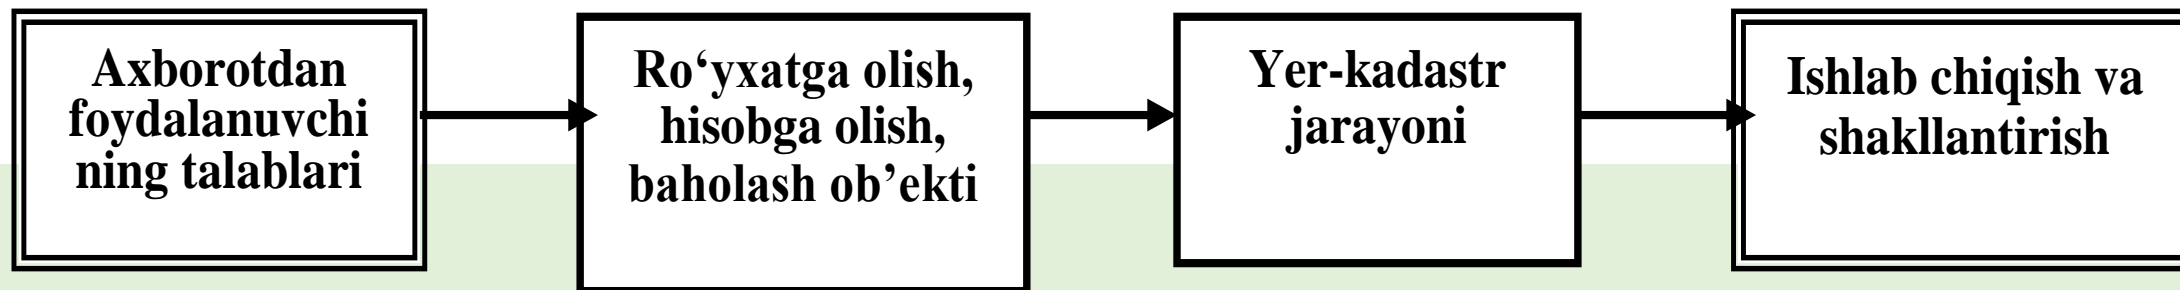 Axborotdan
foydalanuvchi
ning talablari
Ro‘yxatga olish,
hisobga olish,
baholash ob’ekti
Yer-kadastr
jarayoni
Ishlab chiqish va
shakllantirish